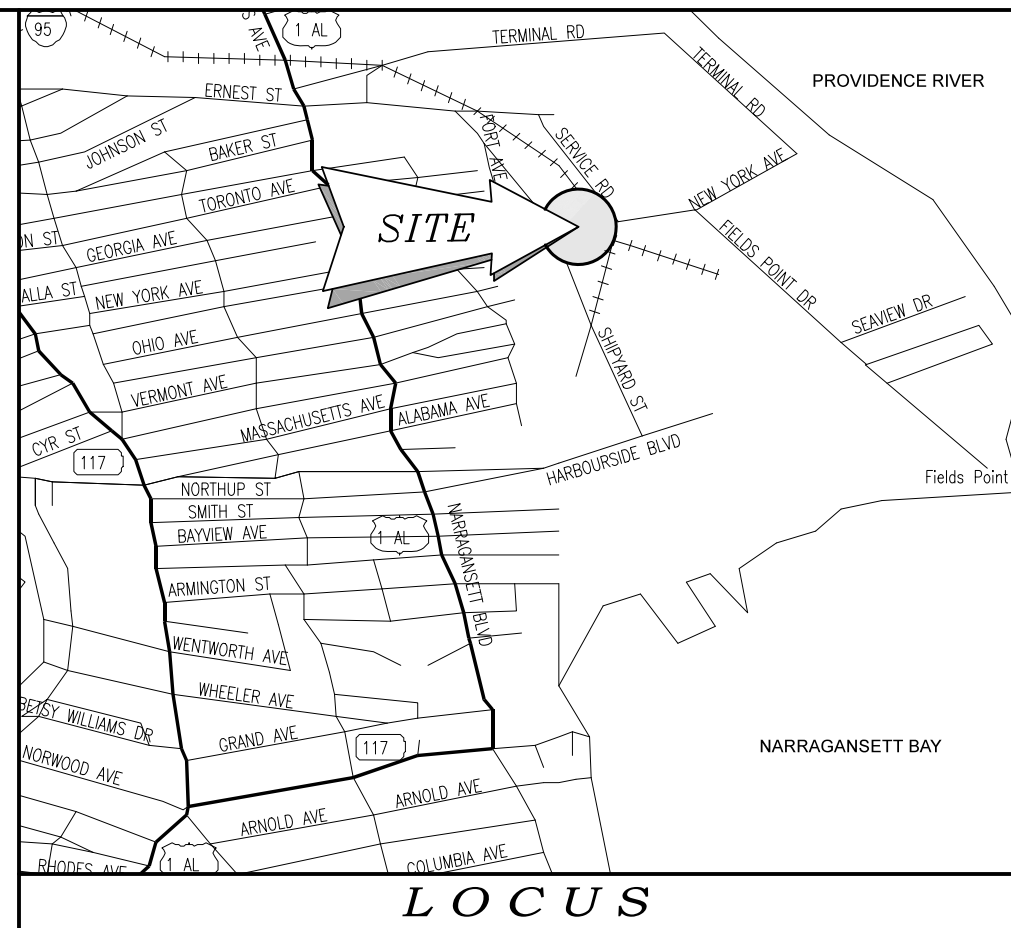 95
S AVE
1 AL
TERMINAL RD
TERMINAL RD
PROVIDENCE RIVER
ERNEST ST
JOHNSON ST
BAKER ST
PORT AVE
SERVICE RD
NEW YORK AVE
TORONTO AVE
SITE
ON ST
GEORGIA AVE
FIELDS POINT DR
ALLA ST
NEW YORK AVE
SEAVIEW DR
OHIO AVE
SHIPYARD ST
VERMONT AVE
MASSACHUSETTS AVE
ALABAMA AVE
CYR ST
117
HARBOURSIDE BLVD
Fields Point
NORTHUP ST
SMITH ST
BAYVIEW AVE
1 AL
NARRAGANSETT BLVD
ARMINGTON ST
WENTWORTH AVE
WHEELER AVE
BETSY WILLIAMS DR
GRAND AVE
117
NARRAGANSETT BAY
NORWOOD AVE
ARNOLD AVE
ARNOLD AVE
RHODES AVE
1 AL
COLUMBIA AVE
LOCUS